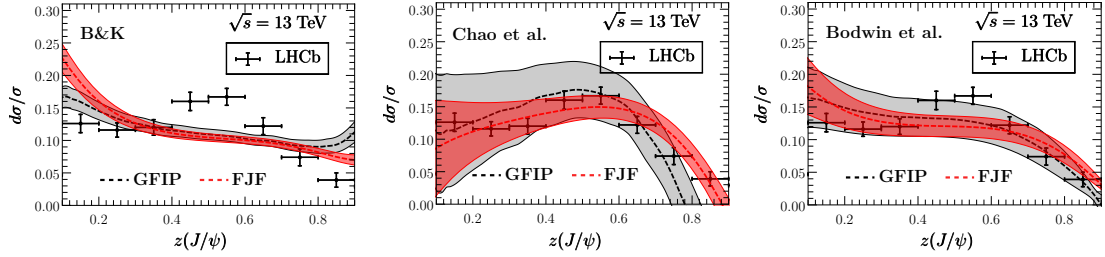 √s = 13 TeV
B&K
LHCb
dσ/σ
0.30
0.25
0.20
0.15
0.10
0.05
0.00
GFIP FJF
0.2 0.4 0.6 0.8
z(J/ψ)
√s = 13 TeV
Chao et al.
LHCb
dσ/σ
0.30
0.25
0.20
0.15
0.10
0.05
0.00
GFIP FJF
0.2 0.4 0.6 0.8
z(J/ψ)
√s = 13 TeV
Bodwin et al.
LHCb
dσ/σ
0.30
0.25
0.20
0.15
0.10
0.05
0.00
GFIP FJF
0.2 0.4 0.6 0.8
z(J/ψ)